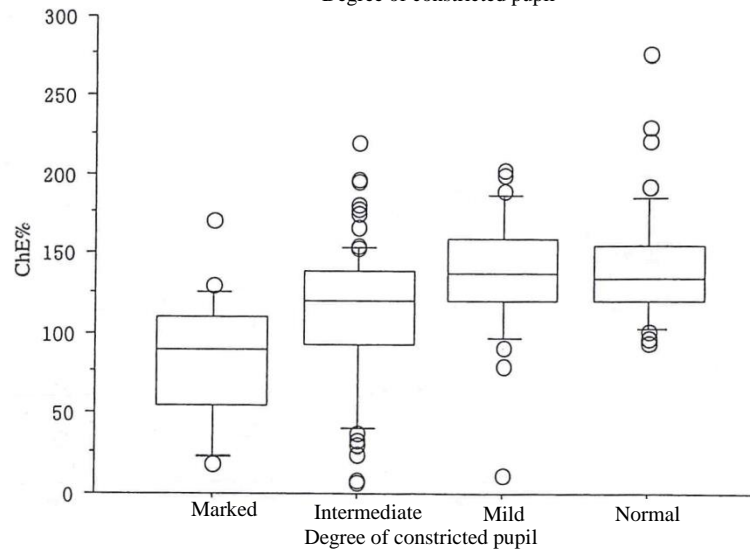 Degree of constricted pupil
300
250
200
150
100
50
0
ChE%
Marked Intermediate Mild Normal
Degree of constricted pupil